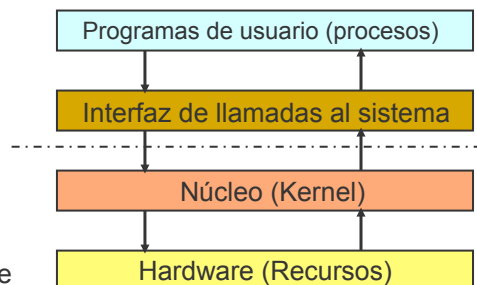 Programas de usuario (procesos)
Interfaz de llamadas al sistema
Núcleo (Kernel)
Hardware (Recursos)
e